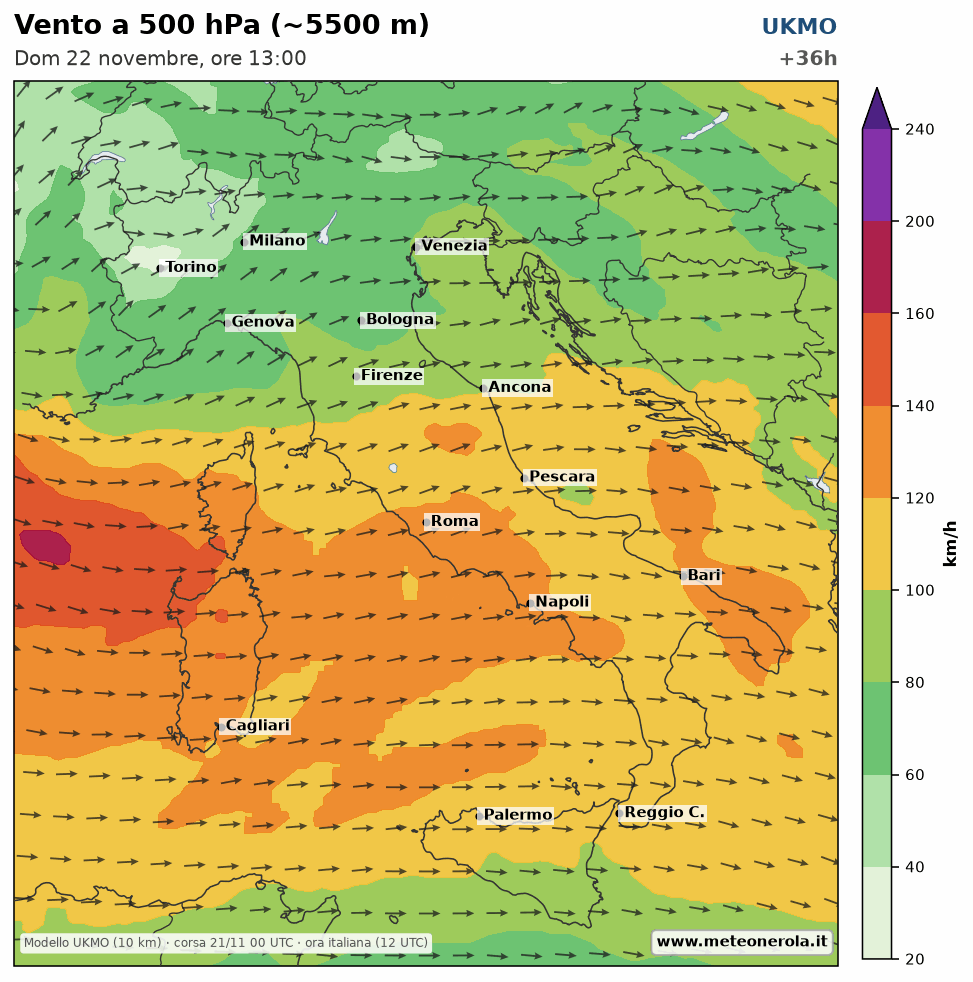 Vento a 500 hPa (~5500 m)
UKMO
Dom 22 novembre, ore 13:00
+36h
Milano
Venezia
Torino
Genova
Bologna
Firenze
Ancona
Pescara
Roma
Bari
Napoli
Cagliari
Palermo
Reggio C.
240
200
160
140
120
100
80
60
40
20
km/h
Modello UKMO (10 km) · corsa 21/11 00 UTC · ora italiana (12 UTC)
www.meteonerola.it